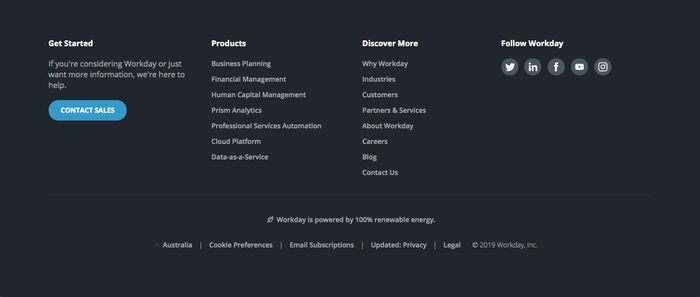 Get Started
If you're considering Workday or just
want more information, we're here to
help.
CONTACT SALES
Products
Business Planning
Financial Management
Human Capital Management
Prism Analytics
Professional Services Automation
Cloud Platform
Data-as-a-Service
Discover More
Why Workday
Industries
Customers
Partners & Services
About Workday
Careers
Blog
Contact Us
Follow Workday
Workday is powered by 100% renewable energy.
Australia | Cookie Preferences | Email Subscriptions | Updated: Privacy | Legal © 2019 Workday, Inc.